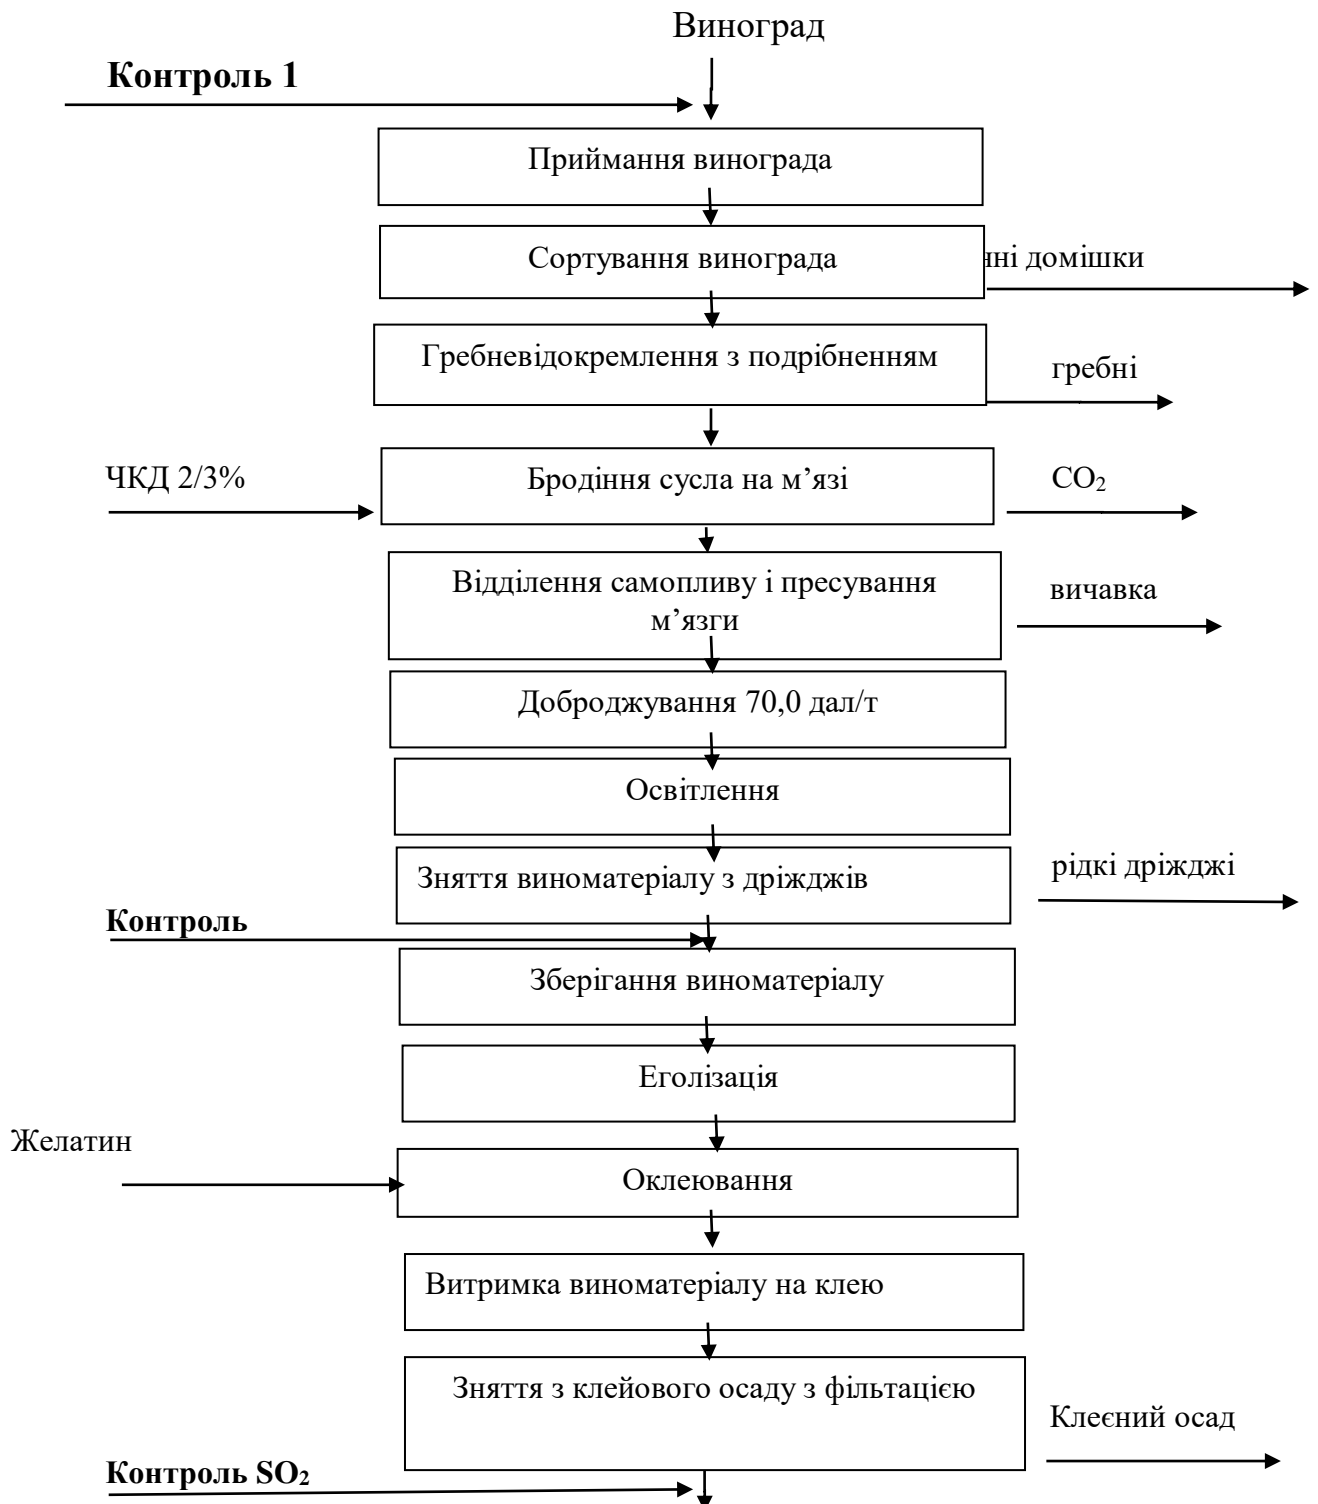 Виноград
Контроль 1
Приймання винограда
Сортування винограда
нні домішки
Гребневідокремлення з подрібненням
гребні
ЧКД 2/3%
Бродіння сусла на м’язі
CO₂
Відділення самопливу і пресування
м’язги
вичавка
Доброджування 70,0 дал/т
Освітлення
Зняття виноматеріалу з дріжджів
рідкі дріжджі
Контроль
Зберігання виноматеріалу
Еголізація
Желатин
Оклеювання
Витримка виноматеріалу на клею
Зняття з клейового осаду з фільтацією
Клеєний осад
Контроль SO₂